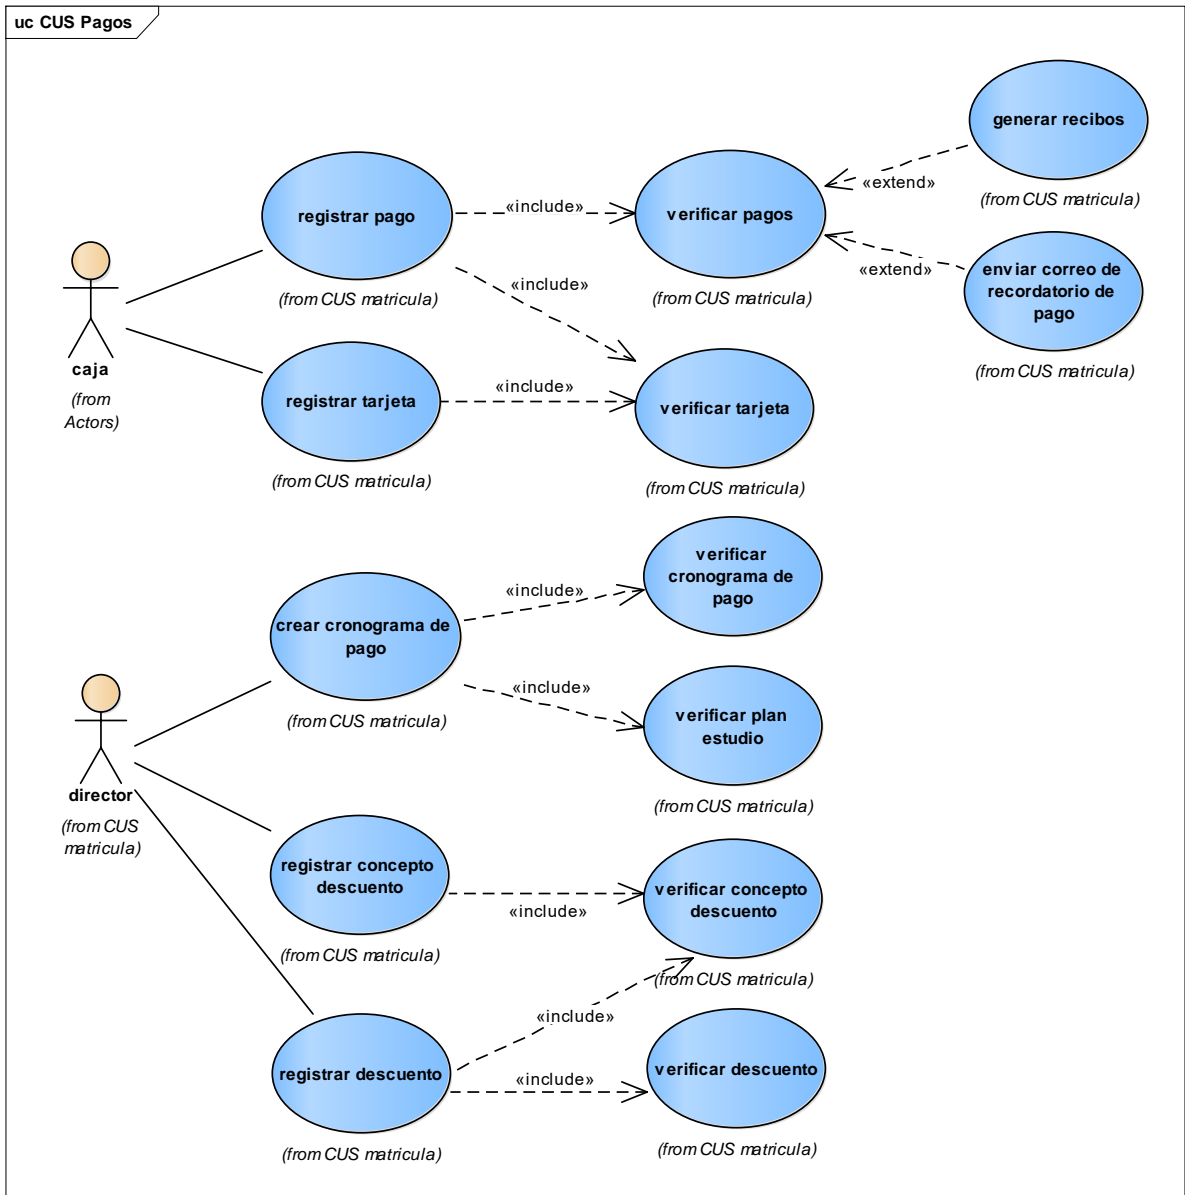 uc CUS Pagos
generar recibos
(from CUS matricula)
registrar pago
(from CUS matricula)
«include»
verificar pagos
(from CUS matricula)
«extend»
«extend»
enviar correo de
recordatorio de
pago
(from CUS matricula)
«include»
caja
(from
Actors)
registrar tarjeta
(from CUS matricula)
«include»
verificar tarjeta
(from CUS matricula)
verificar
cronograma de
pago
«include»
crear cronograma de
pago
(from CUS matricula)
«include»
verificar plan
estudio
(from CUS matricula)
director
(from CUS
matricula)
registrar concepto
descuento
(from CUS matricula)
«include»
verificar concepto
descuento
(from CUS matricula)
«include»
registrar descuento
(from CUS matricula)
«include»
verificar descuento
(from CUS matricula)